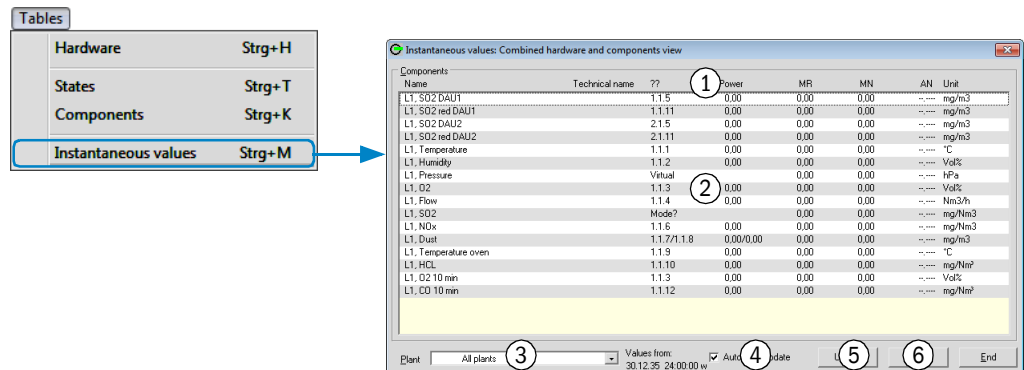 Tables
Hardware Strg+H
States Strg+T
Components Strg+K
Instantaneous values Strg+M
Instantaneous values: Combined hardware and components view
Components
Name Technical name ?? 1 Power MR MN AN Unit
L1, SO2 DAU1 1.1.5 0,00 0,00 0,00 --,---- mg/m3
L1, SO2 red DAU1 1.1.11 0,00 0,00 0,00 --,---- mg/m3
L1, SO2 DAU2 2.1.5 0,00 0,00 0,00 --,---- mg/m3
L1, SO2 red DAU2 2.1.11 0,00 0,00 0,00 --,---- mg/m3
L1, Temperature 1.1.1 0,00 0,00 0,00 --,---- °C
L1, Humidity 1.1.2 0,00 0,00 0,00 --,---- Vol%
L1, Pressure Virtual 0,00 0,00 --,---- hPa
L1, O2 1.1.3 2 0,00 0,00 0,00 --,---- Vol%
L1, Flow 1.1.4 0,00 0,00 0,00 --,---- Nm3/h
L1, SO2 Mode? 0,00 0,00 --,---- mg/Nm3
L1, NOx 1.1.6 0,00 0,00 0,00 --,---- mg/Nm3
L1, Dust 1.1.7/1.1.8 0,00/0,00 0,00 0,00 --,---- mg/m3
L1, Temperature oven 1.1.9 0,00 0,00 0,00 --,---- °C
L1, HCL 1.1.10 0,00 0,00 0,00 --,---- mg/Nm³
L1, O2 10 min 1.1.3 0,00 0,00 0,00 --,---- Vol%
L1, CO 10 min 1.1.12 0,00 0,00 0,00 --,---- mg/Nm³
Plant All plants 3 Values from: 4 5 6 End
30.12.35 24:00:00 w